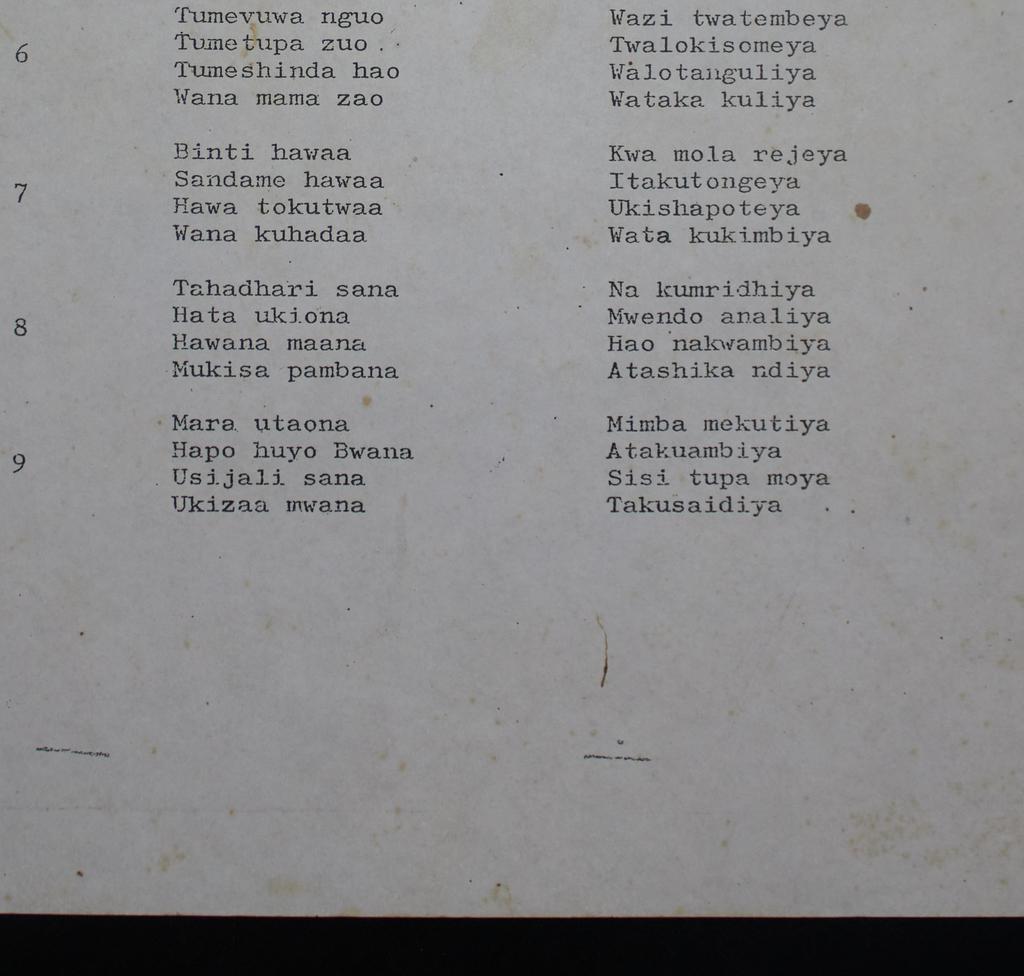 Tumevuwa nguo Wazi twatembeya
6 Tumetupa zuo Twalokisomeya
Tumeshinda hao Walotanguliya
Wana mama zao Wataka kuliya
Binti hawaa Kwa mola rejeya
7 Sandame hawaa Itakutongeya
Hawa tokutwaa Ukishapoteya
Wana kuhadaa Wata kukimbiya
Tahadhari sana Na kumridhiya
8 Hata ukiona Mwendo analiya
Hawana maana Hao nakwambiya
Mukisa pambana Atashika ndiya
Mara utaona Mimba mekutiya
9 Hapo huyo Bwana Atakuambiya
Usijali sana Sisi tupa moya
Ukizaa mwana Takusaidiya